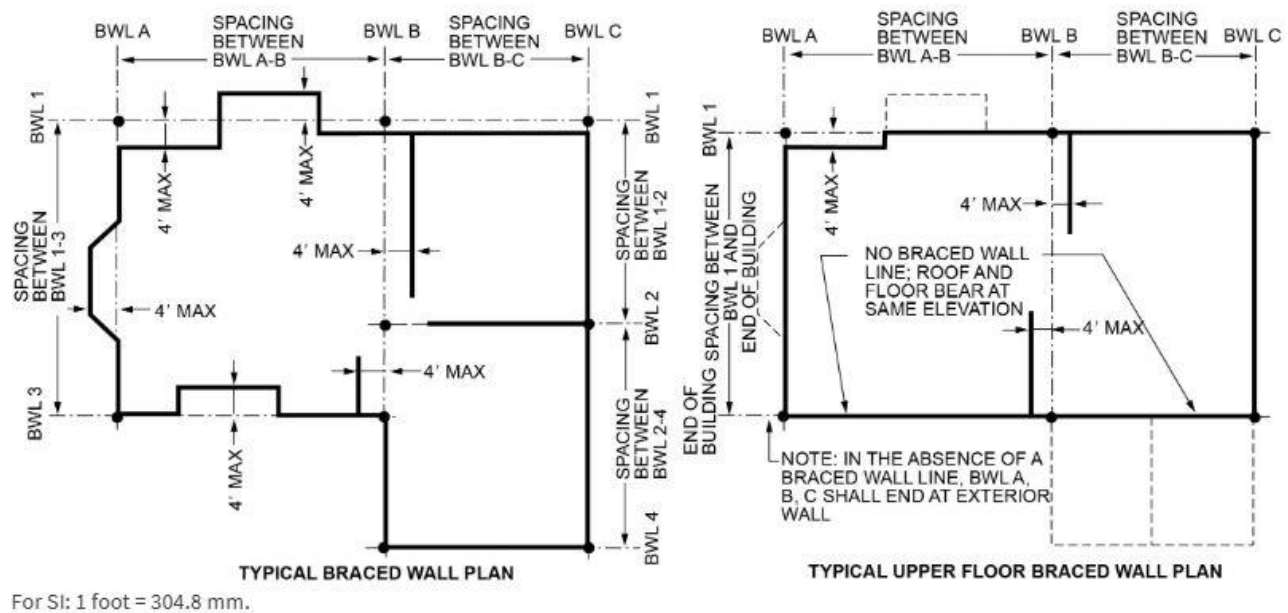 SPACING
BETWEEN
BWL A-B
SPACING
BETWEEN
BWL B-C
BWL A
BWL B
BWL C
BWL 1
BWL 1
4' MAX
4' MAX
SPACING
BETWEEN
BWL 1-3
4' MAX
SPACING
BETWEEN
BWL 1-2
4' MAX
BWL 2
4' MAX
BWL 3
4' MAX
SPACING
BETWEEN
BWL 2-4
BWL 4
TYPICAL BRACED WALL PLAN
SPACING
BETWEEN
BWL A-B
SPACING
BETWEEN
BWL B-C
BWL A
BWL B
BWL C
BWL 1
4' MAX
4' MAX
SPACING BETWEEN
BWL 1 AND
END OF BUILDING
NO BRACED WALL
LINE; ROOF AND
FLOOR BEAR AT
SAME ELEVATION
4' MAX
END OF
BUILDING
NOTE: IN THE ABSENCE OF A
BRACED WALL LINE, BWL A,
B, C SHALL END AT EXTERIOR
WALL
TYPICAL UPPER FLOOR BRACED WALL PLAN
For SI: 1 foot = 304.8 mm.